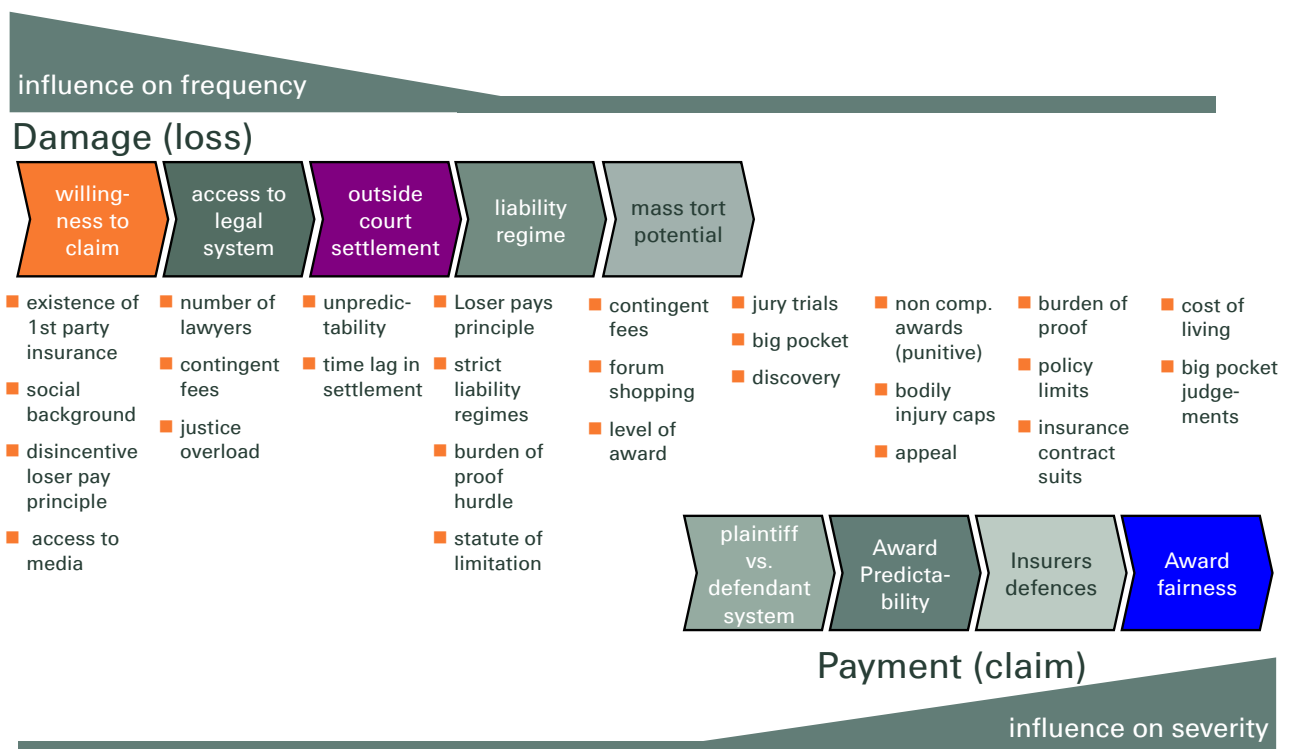 influence on frequency
Damage (loss)
willing-
ness to
claim
access to
legal
system
outside
court
settlement
liability
regime
mass tort
potential
existence of
1st party
insurance
social
background
disincentive
loser pay
principle
access to
media
number of
lawyers
contingent
fees
justice
overload
unpredic-
tability
time lag in
settlement
Loser pays
principle
strict
liability
regimes
burden of
proof
hurdle
statute of
limitation
contingent
fees
forum
shopping
level of
award
jury trials
big pocket
discovery
non comp.
awards
(punitive)
bodily
injury caps
appeal
burden of
proof
policy
limits
insurance
contract
suits
cost of
living
big pocket
judge-
ments
plaintiff
vs.
defendant
system
Award
Predicta-
bility
Insurers
defences
Award
fairness
Payment (claim)
influence on severity